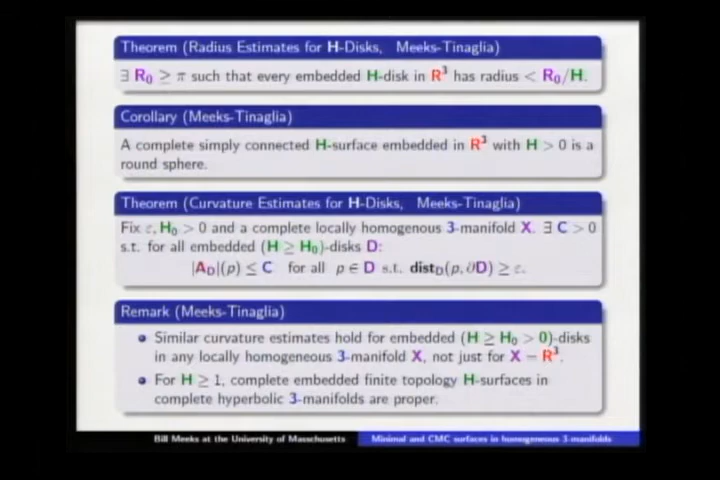 Theorem (Radius Estimates for H-Disks, Meeks-Tinaglia)
∃ R₀ ≥ π such that every embedded H-disk in R³ has radius < R₀/H.
Corollary (Meeks-Tinaglia)
A complete simply connected H-surface embedded in R³ with H > 0 is a
round sphere.
Theorem (Curvature Estimates for H-Disks, Meeks-Tinaglia)
Fix ε, H₀ > 0 and a complete locally homogenous 3-manifold X. ∃ C > 0
s.t. for all embedded (H ≥ H₀)-disks D:
|A_D|(p) ≤ C for all p ∈ D s.t. dist_D(p, ∂D) ≥ ε.
Remark (Meeks-Tinaglia)
• Similar curvature estimates hold for embedded (H ≥ H₀ > 0)-disks
in any locally homogeneous 3-manifold X, not just for X = R³.
• For H ≥ 1, complete embedded finite topology H-surfaces in
complete hyperbolic 3-manifolds are proper.
Bill Meeks at the University of Massachusetts Minimal and CMC surfaces in homogeneous 3-manifolds